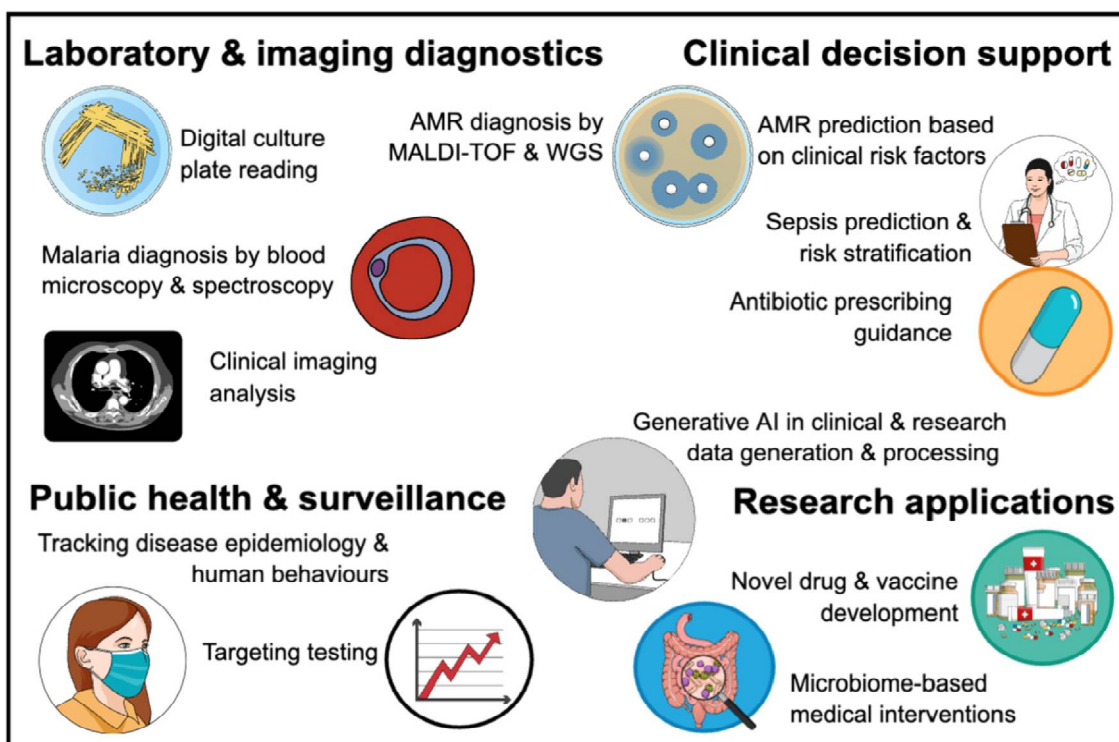 Laboratory & imaging diagnostics
Digital culture
plate reading
AMR diagnosis by
MALDI-TOF & WGS
Malaria diagnosis by blood
microscopy & spectroscopy
Clinical imaging
analysis
Clinical decision support
AMR prediction based
on clinical risk factors
Sepsis prediction &
risk stratification
Antibiotic prescribing
guidance
Generative AI in clinical & research
data generation & processing
Public health & surveillance
Tracking disease epidemiology &
human behaviours
Targeting testing
Research applications
Novel drug & vaccine
development
Microbiome-based
medical interventions